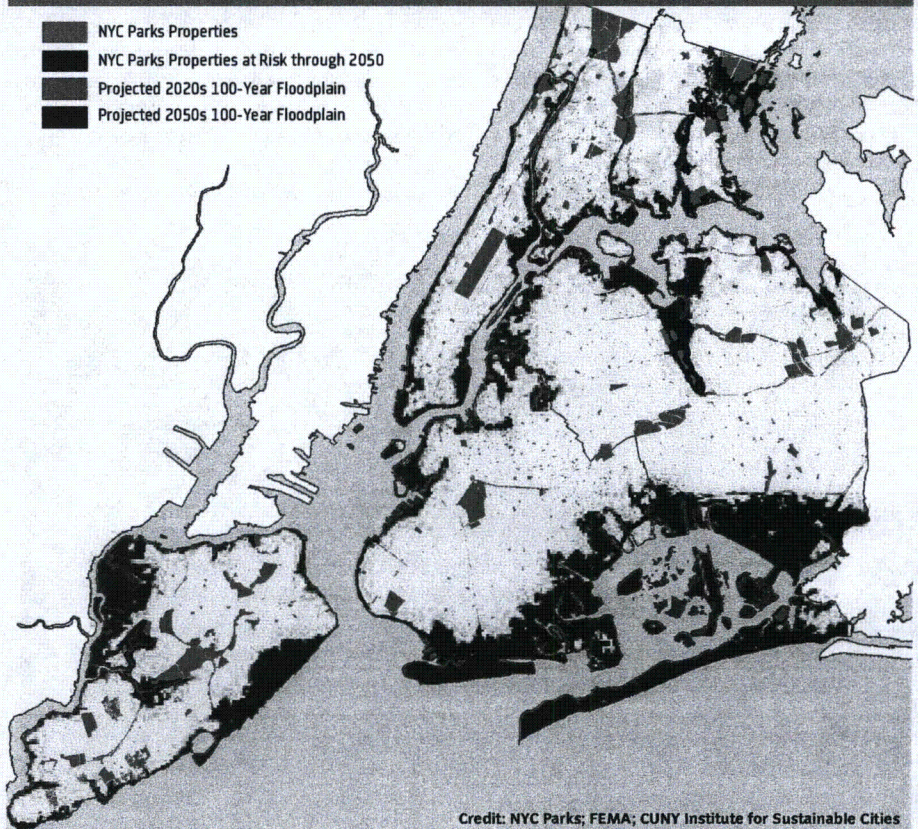 NYC Parks Properties
NYC Parks Properties at Risk through 2050
Projected 2020s 100-Year Floodplain
Projected 2050s 100-Year Floodplain
Credit: NYC Parks; FEMA; CUNY Institute for Sustainable Cities